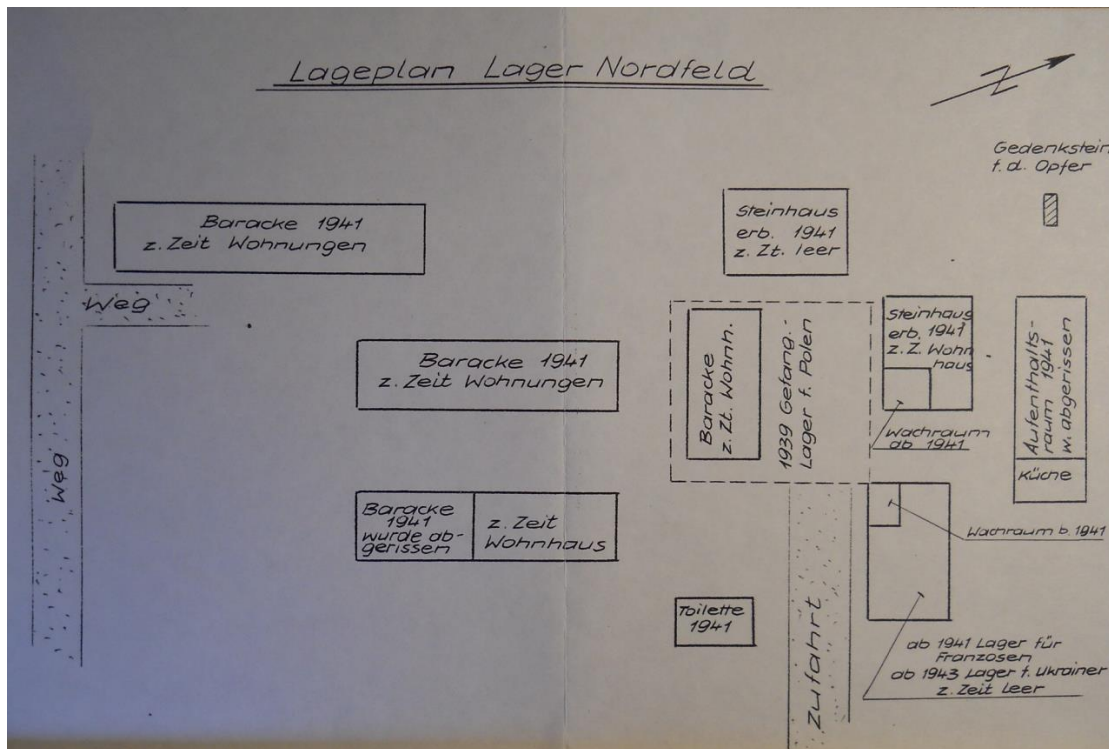 Lageplan Lager Nordfeld
Gedenkstein
f. d. Opfer
Baracke 1941
z. Zeit Wohnungen
Steinhaus
erb. 1941
z. Zt. leer
Weg
Baracke 1941
z. Zeit Wohnungen
Baracke
z. Zt. Wohnh.
1939 Gefang.-
Lager f. Polen
Steinhaus
erb. 1941
z. Z. Wohn
haus
Wachraum
ab 1941
Aufenthalts-
raum 1941
w. abgerissen
Küche
Weg
Baracke
1941
wurde ab-
gerissen
z. Zeit
Wohnhaus
Wachraum b. 1941
Toilette
1941
Zufahrt
ab 1941 Lager für
Franzosen
ab 1943 Lager f. Ukrainer
z. Zeit leer